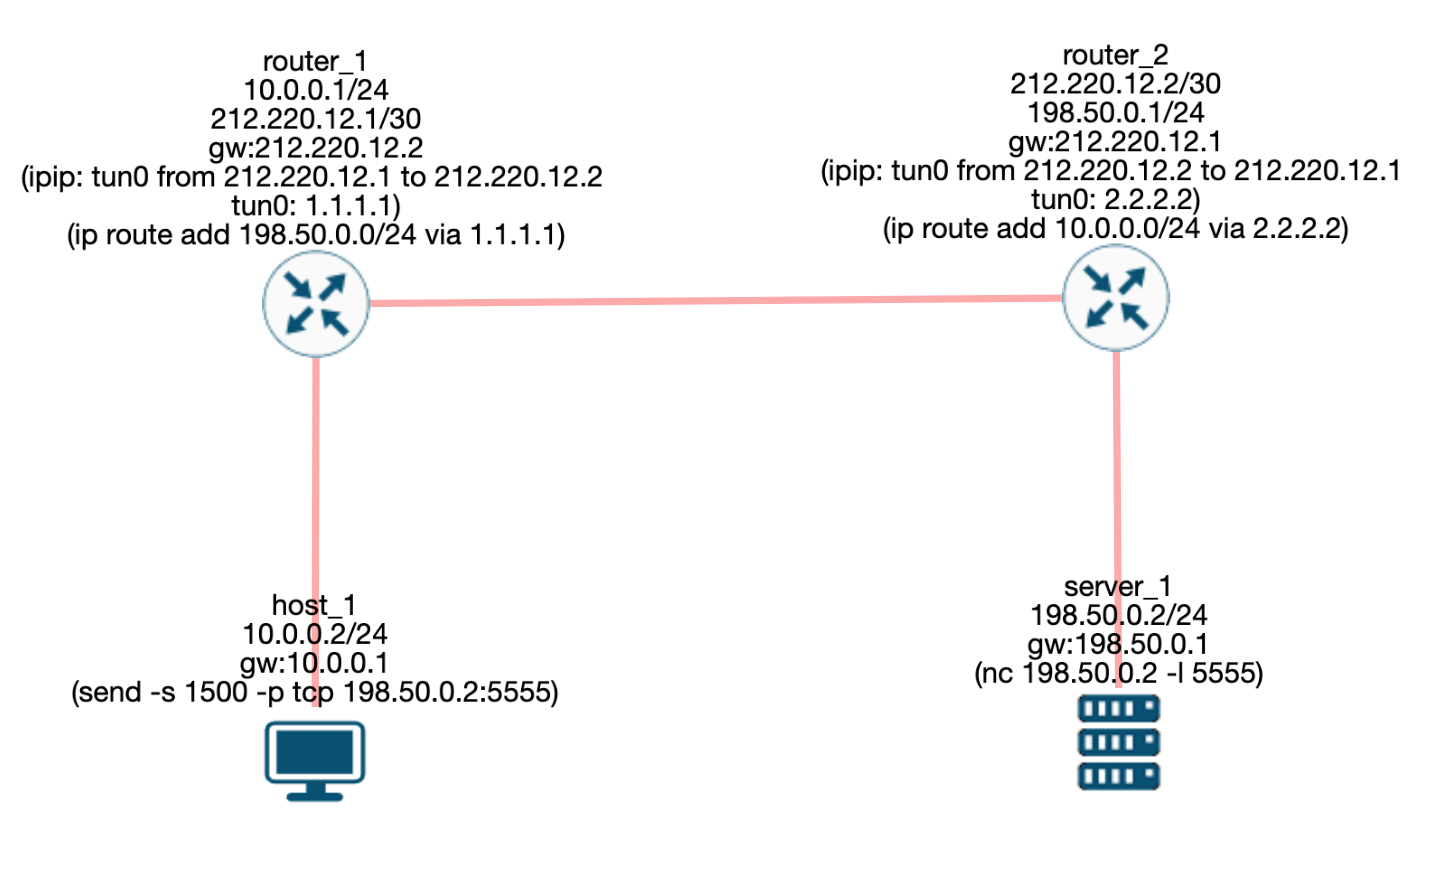 router_1
10.0.0.1/24
212.220.12.1/30
gw:212.220.12.2
(ipip: tun0 from 212.220.12.1 to 212.220.12.2
tun0: 1.1.1.1)
(ip route add 198.50.0.0/24 via 1.1.1.1)
router_2
212.220.12.2/30
198.50.0.1/24
gw:212.220.12.1
(ipip: tun0 from 212.220.12.2 to 212.220.12.1
tun0: 2.2.2.2)
(ip route add 10.0.0.0/24 via 2.2.2.2)
host_1
10.0.0.2/24
gw:10.0.0.1
(send -s 1500 -p tcp 198.50.0.2:5555)
server_1
198.50.0.2/24
gw:198.50.0.1
(nc 198.50.0.2 -l 5555)